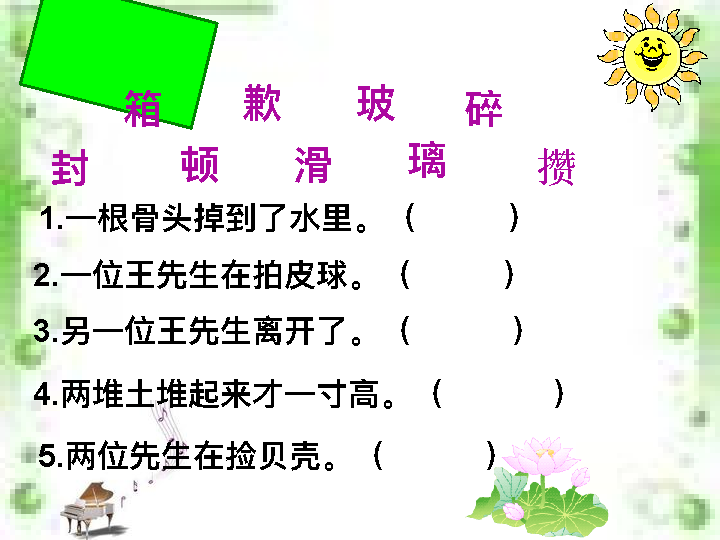 箱 歉 玻 碎
封 顿 滑 璃 攒
1.一根骨头掉到了水里。（ ）
2.一位王先生在拍皮球。（ ）
3.另一位王先生离开了。（ ）
4.两堆土堆起来才一寸高。（ ）
5.两位先生在捡贝壳。（ ）